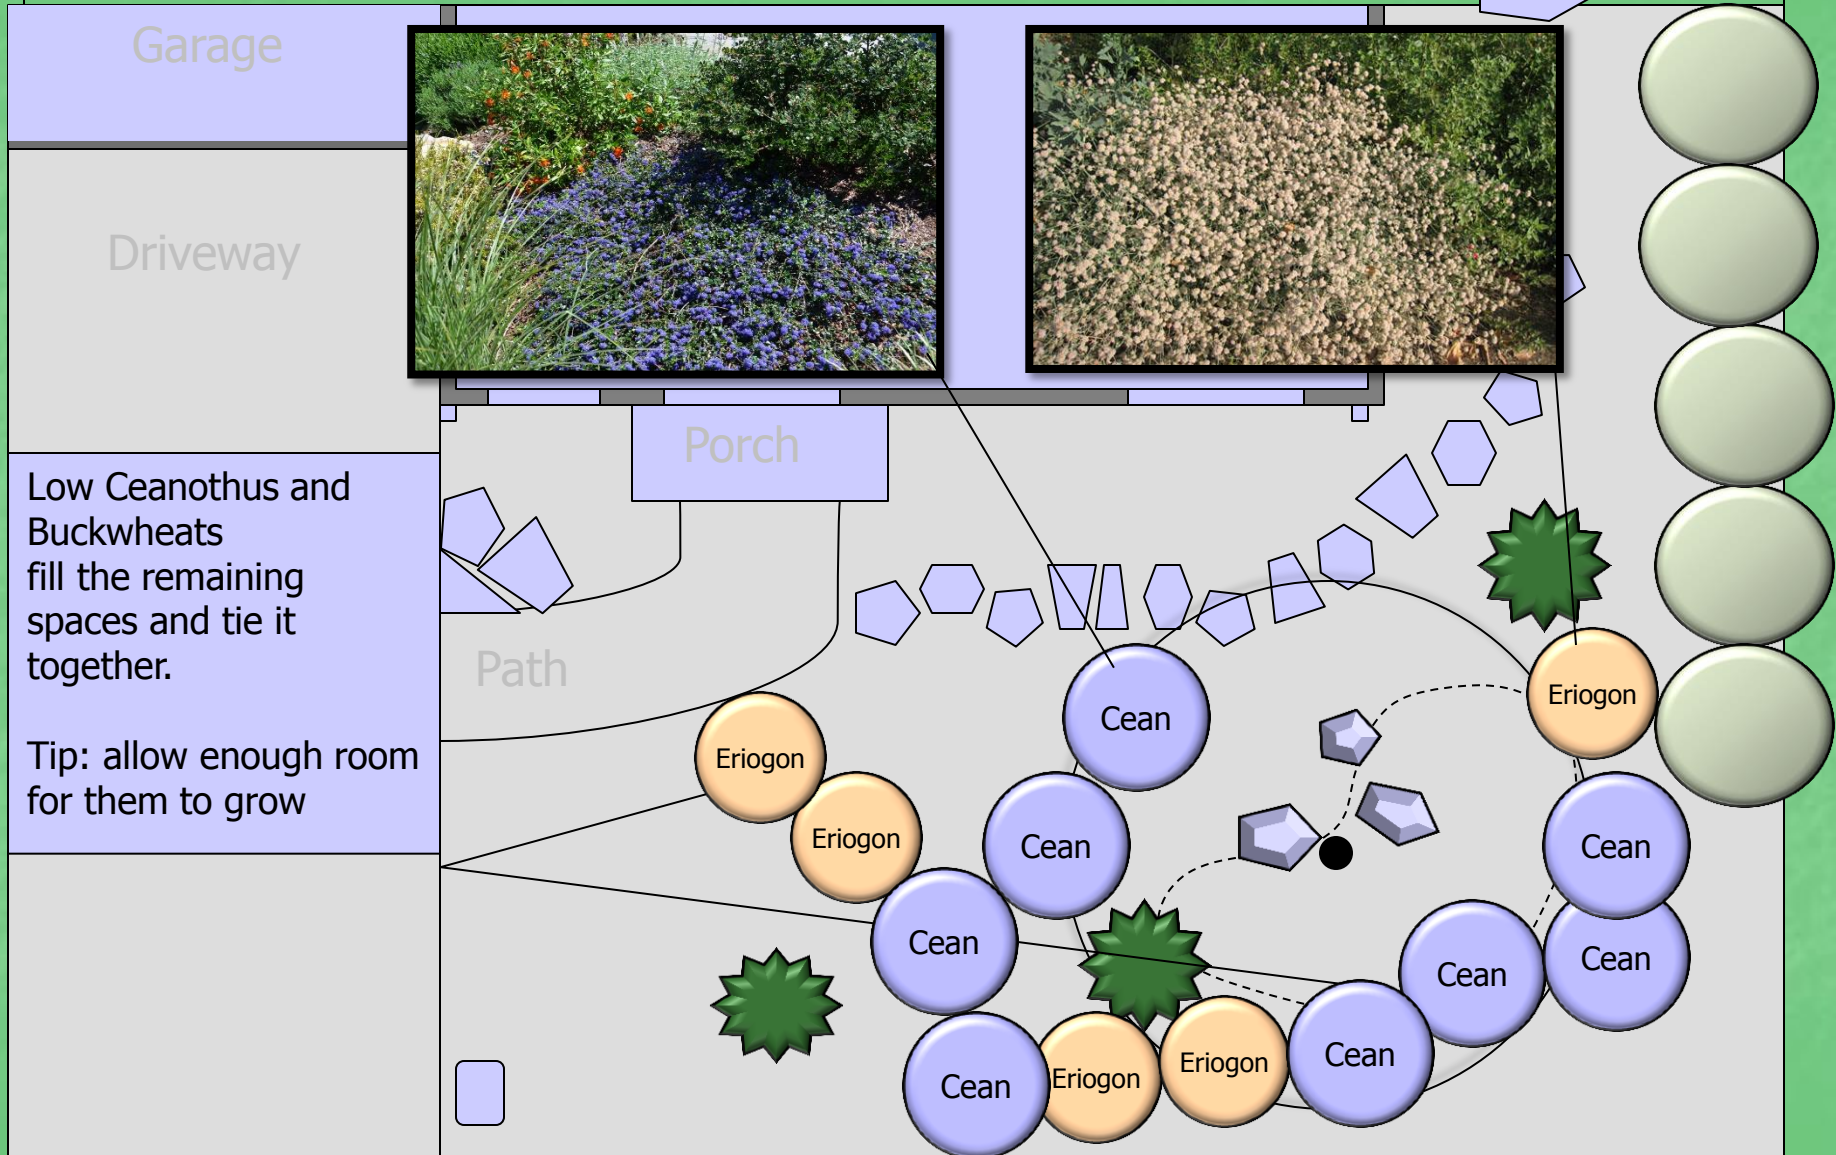 Garage
Driveway
Porch
Low Ceanothus and
Buckwheats
fill the remaining
spaces and tie it
together.
Tip: allow enough room
for them to grow
Path
Eriogon
Cean
Eriogon
Eriogon
Cean
Cean
Cean
Cean
Cean
Cean
Eriogon
Cean
Cean
Eriogon